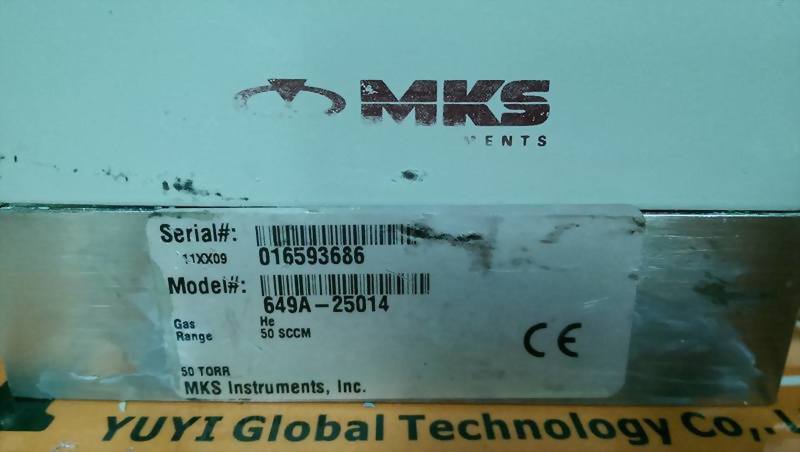 MKS
MENTS
Serial#:
11XX09 016593686
Model#:
649A-25014
Gas He
Range 50 SCCM
50 TORR
CE
MKS Instruments, Inc.
YUYI Global Technology Co,.